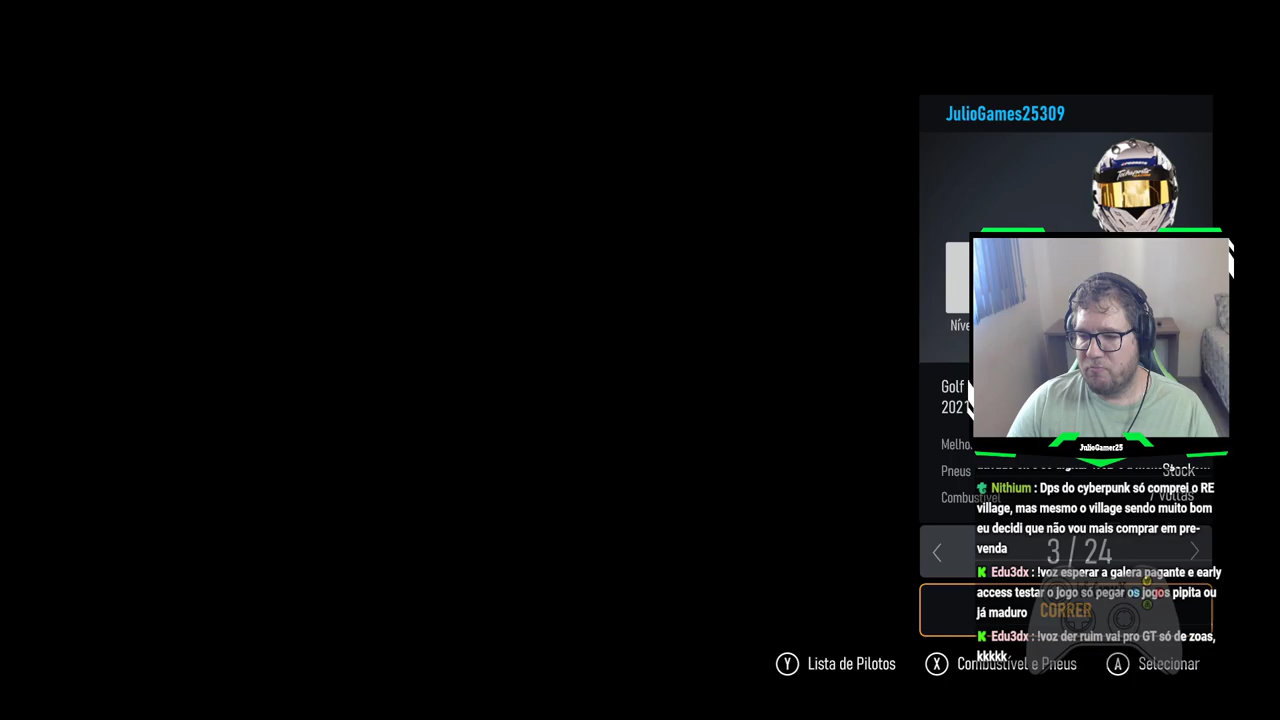 JulioGames25309
Níve
Golf
2021
Melho
Pneus
Stock
Combustível
7 voltas
JulioGamer25
Nithium : Dps do cyberpunk só comprei o RE
village, mas mesmo o village sendo muito bom
eu decidi que não vou mais comprar em pre-
venda
3 / 24
Edu3dx : !voz esperar a galera pagante e early
access testar o jogo só pegar os jogos pipita ou
já maduro
CORRER
Edu3dx : !voz der ruim vai pro GT só de zoas,
kkkkk
Y Lista de Pilotos
X Combustível e Pneus
A Selecionar